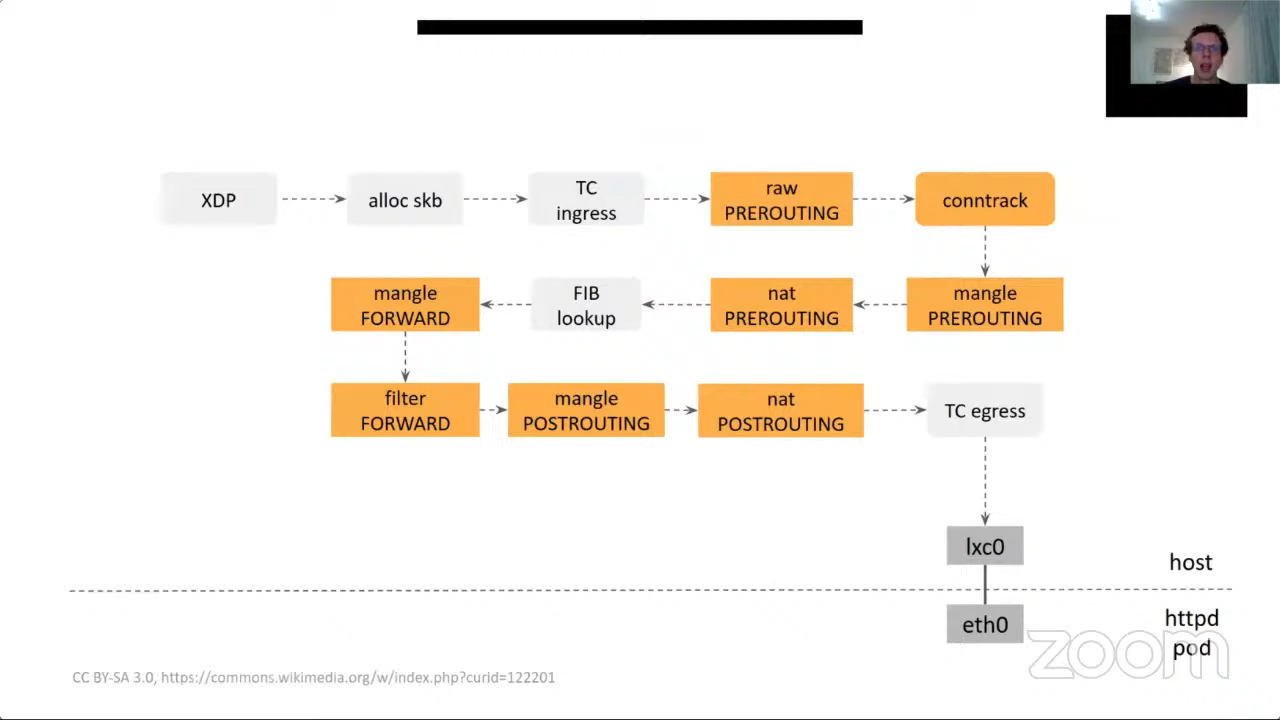 XDP
alloc skb
TC
ingress
raw
PREROUTING
conntrack
mangle
FORWARD
FIB
lookup
nat
PREROUTING
mangle
PREROUTING
filter
FORWARD
mangle
POSTROUTING
nat
POSTROUTING
TC egress
lxc0
host
eth0
httpd
pod
zoom
CC BY-SA 3.0, https://commons.wikimedia.org/w/index.php?curid=122201